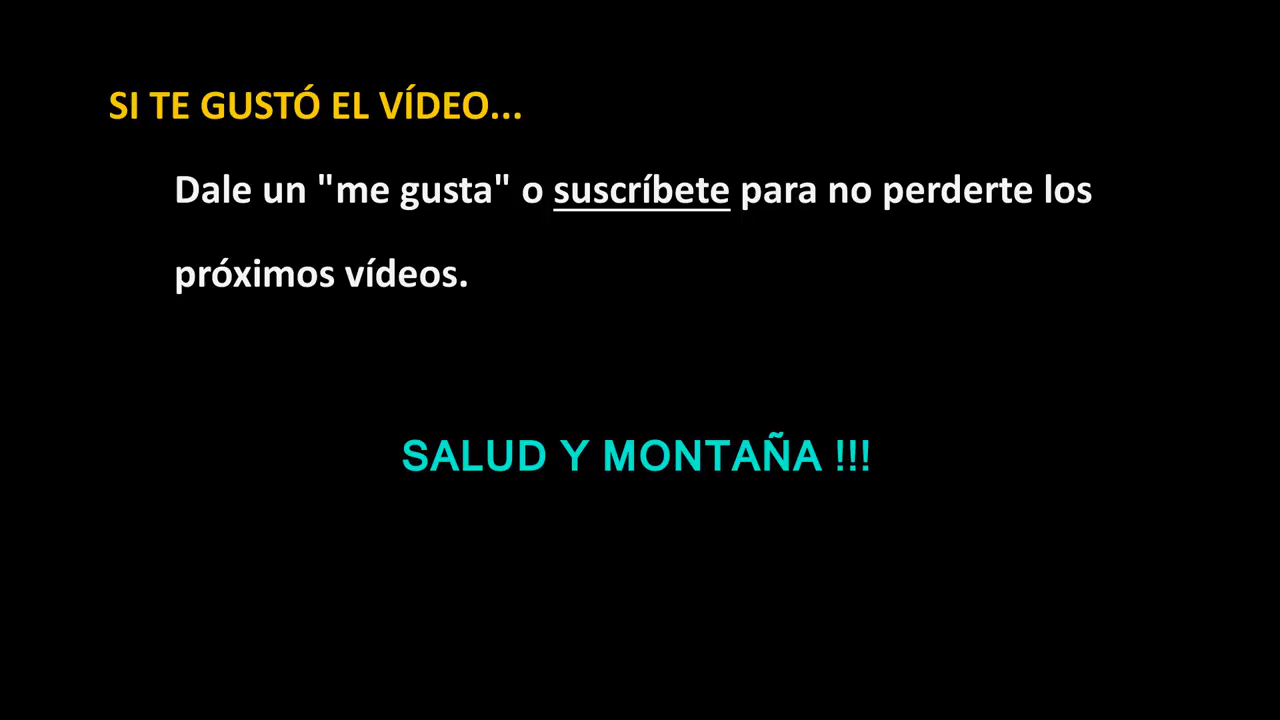 SI TE GUSTÓ EL VÍDEO...
Dale un "me gusta" o suscríbete para no perderte los
próximos vídeos.
SALUD Y MONTAÑA !!!